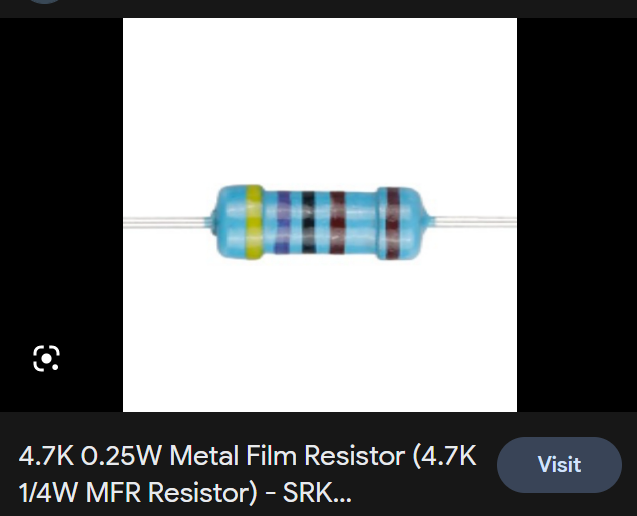 4.7K 0.25W Metal Film Resistor (4.7K
1/4W MFR Resistor) - SRK...
Visit